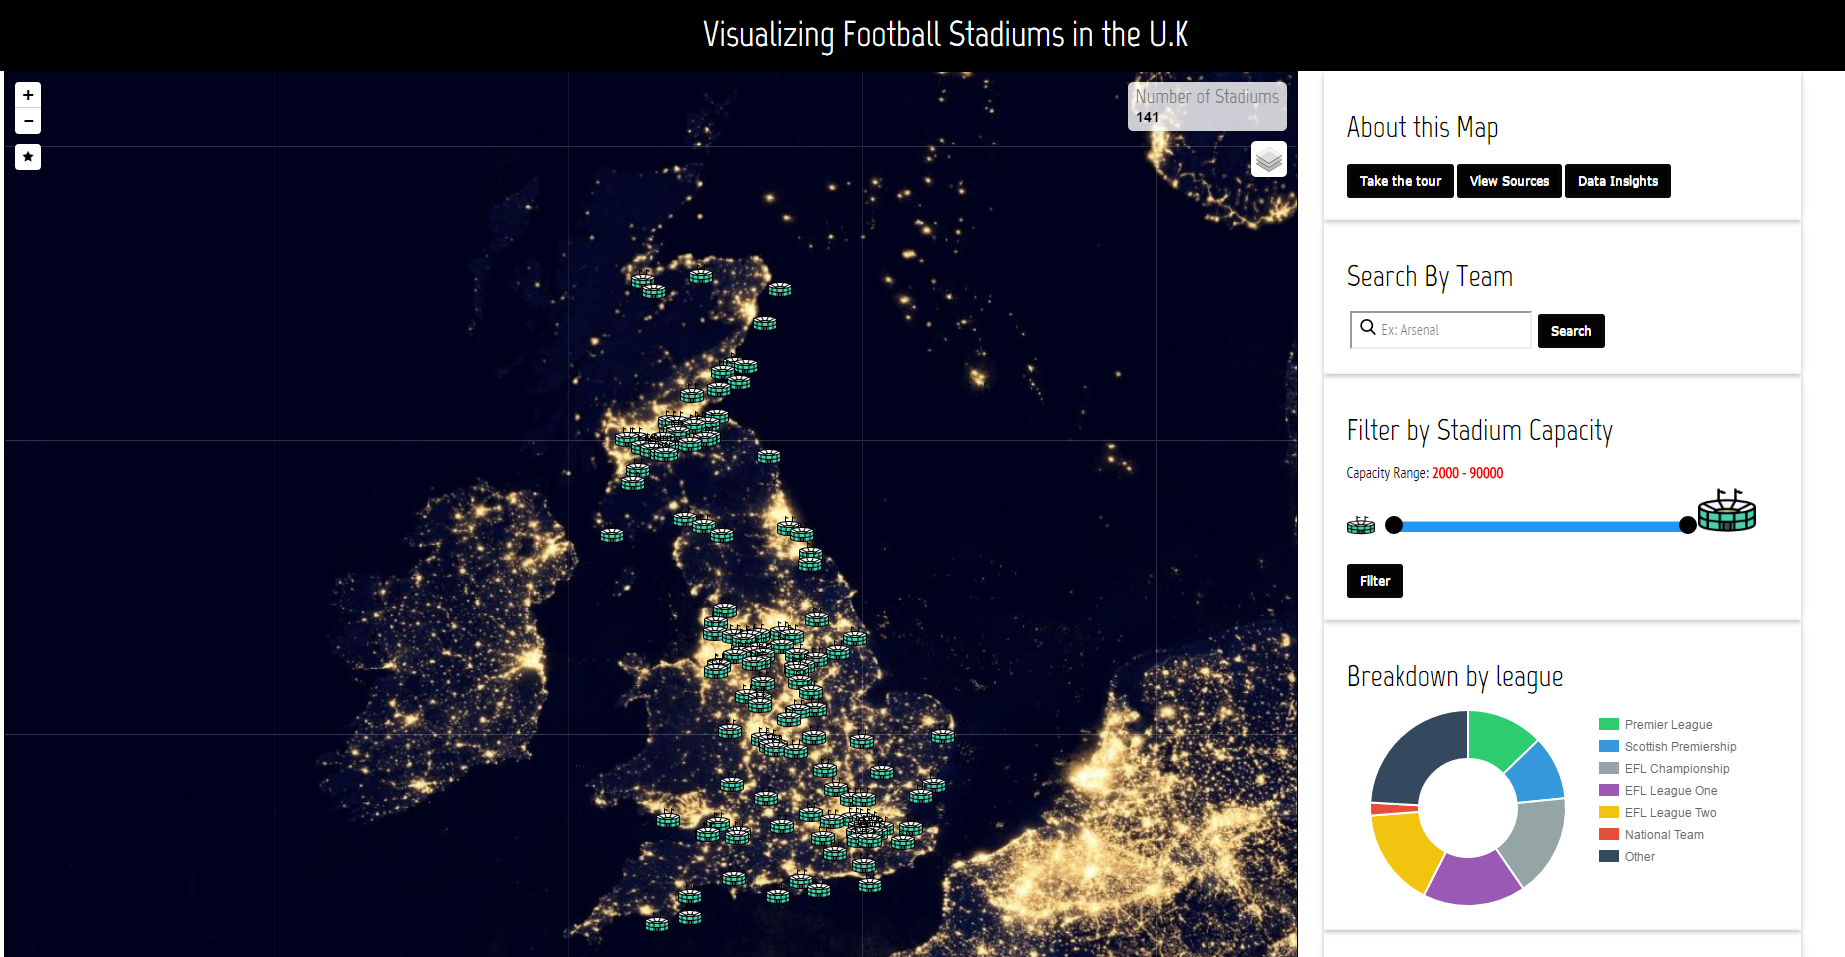 Visualizing Football Stadiums in the U.K
+
−
Number of Stadiums
141
About this Map
Take the tour
View Sources
Data Insights
Search By Team
Ex: Arsenal
Search
Filter by Stadium Capacity
Capacity Range: 2000 - 90000
Filter
Breakdown by league
Premier League
Scottish Premiership
EFL Championship
EFL League One
EFL League Two
National Team
Other